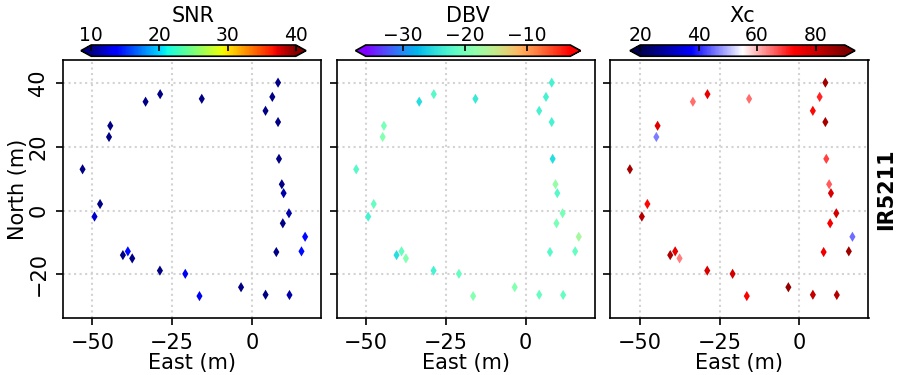 SNR DBV Xc
10 20 30 40 −30 −20 −10 20 40 60 80
North (m)
40
20
0
−20
IR5211
−50 −25 0 −50 −25 0 −50 −25 0
East (m) East (m) East (m)